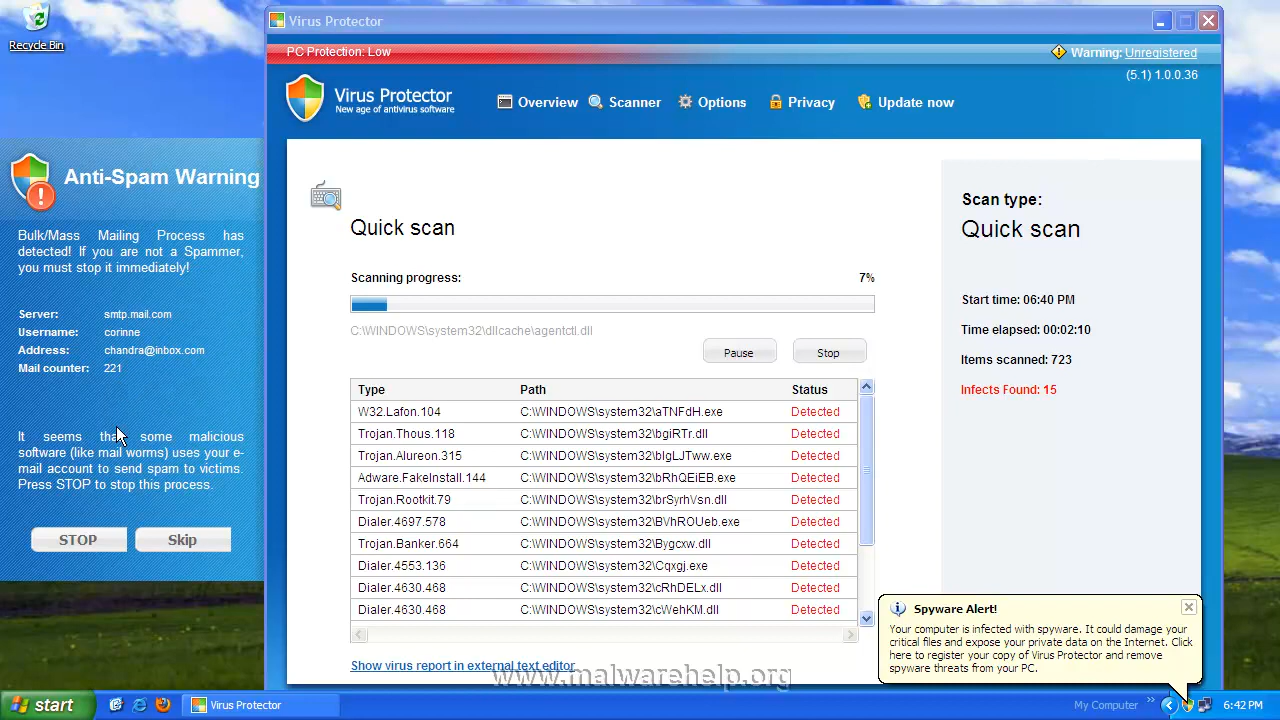 Recycle Bin
Virus Protector
PC Protection: Low
Warning: Unregistered
(5.1) 1.0.0.36
Virus Protector
New age of antivirus software
Overview
Scanner
Options
Privacy
Update now
Anti-Spam Warning
Bulk/Mass Mailing Process has
detected! If you are not a Spammer,
you must stop it immediately!
Server: smtp.mail.com
Username: corinne
Address: chandra@inbox.com
Mail counter: 221
It seems that some malicious
software (like mail worms) uses your e-
mail account to send spam to victims.
Press STOP to stop this process.
STOP
Skip
Quick scan
Scanning progress: 7%
C:\WINDOWS\system32\dllcache\agentctl.dll
Pause
Stop
Type Path Status
W32.Lafon.104 C:\WINDOWS\system32\aTNFdH.exe Detected
Trojan.Thous.118 C:\WINDOWS\system32\bgiRTr.dll Detected
Trojan.Alureon.315 C:\WINDOWS\system32\blgLJTww.exe Detected
Adware.Fakeinstall.144 C:\WINDOWS\system32\bRhQEiEB.exe Detected
Trojan.Rootkit.79 C:\WINDOWS\system32\brSyrhVsn.dll Detected
Dialer.4697.578 C:\WINDOWS\system32\BVhROUeb.exe Detected
Trojan.Banker.664 C:\WINDOWS\system32\Bygcxw.dll Detected
Dialer.4553.136 C:\WINDOWS\system32\Cqxgj.exe Detected
Dialer.4630.468 C:\WINDOWS\system32\cRhDELx.dll Detected
Dialer.4630.468 C:\WINDOWS\system32\cWehKM.dll Detected
Show virus report in external text editor
Scan type:
Quick scan
Start time: 06:40 PM
Time elapsed: 00:02:10
Items scanned: 723
Infects Found: 15
Spyware Alert!
Your computer is infected with spyware. It could damage your
critical files and expose your private data on the Internet. Click
here to register your copy of Virus Protector and remove
spyware threats from your PC.
www.malwarehelp.org
start
Virus Protector
My Computer
6:42 PM